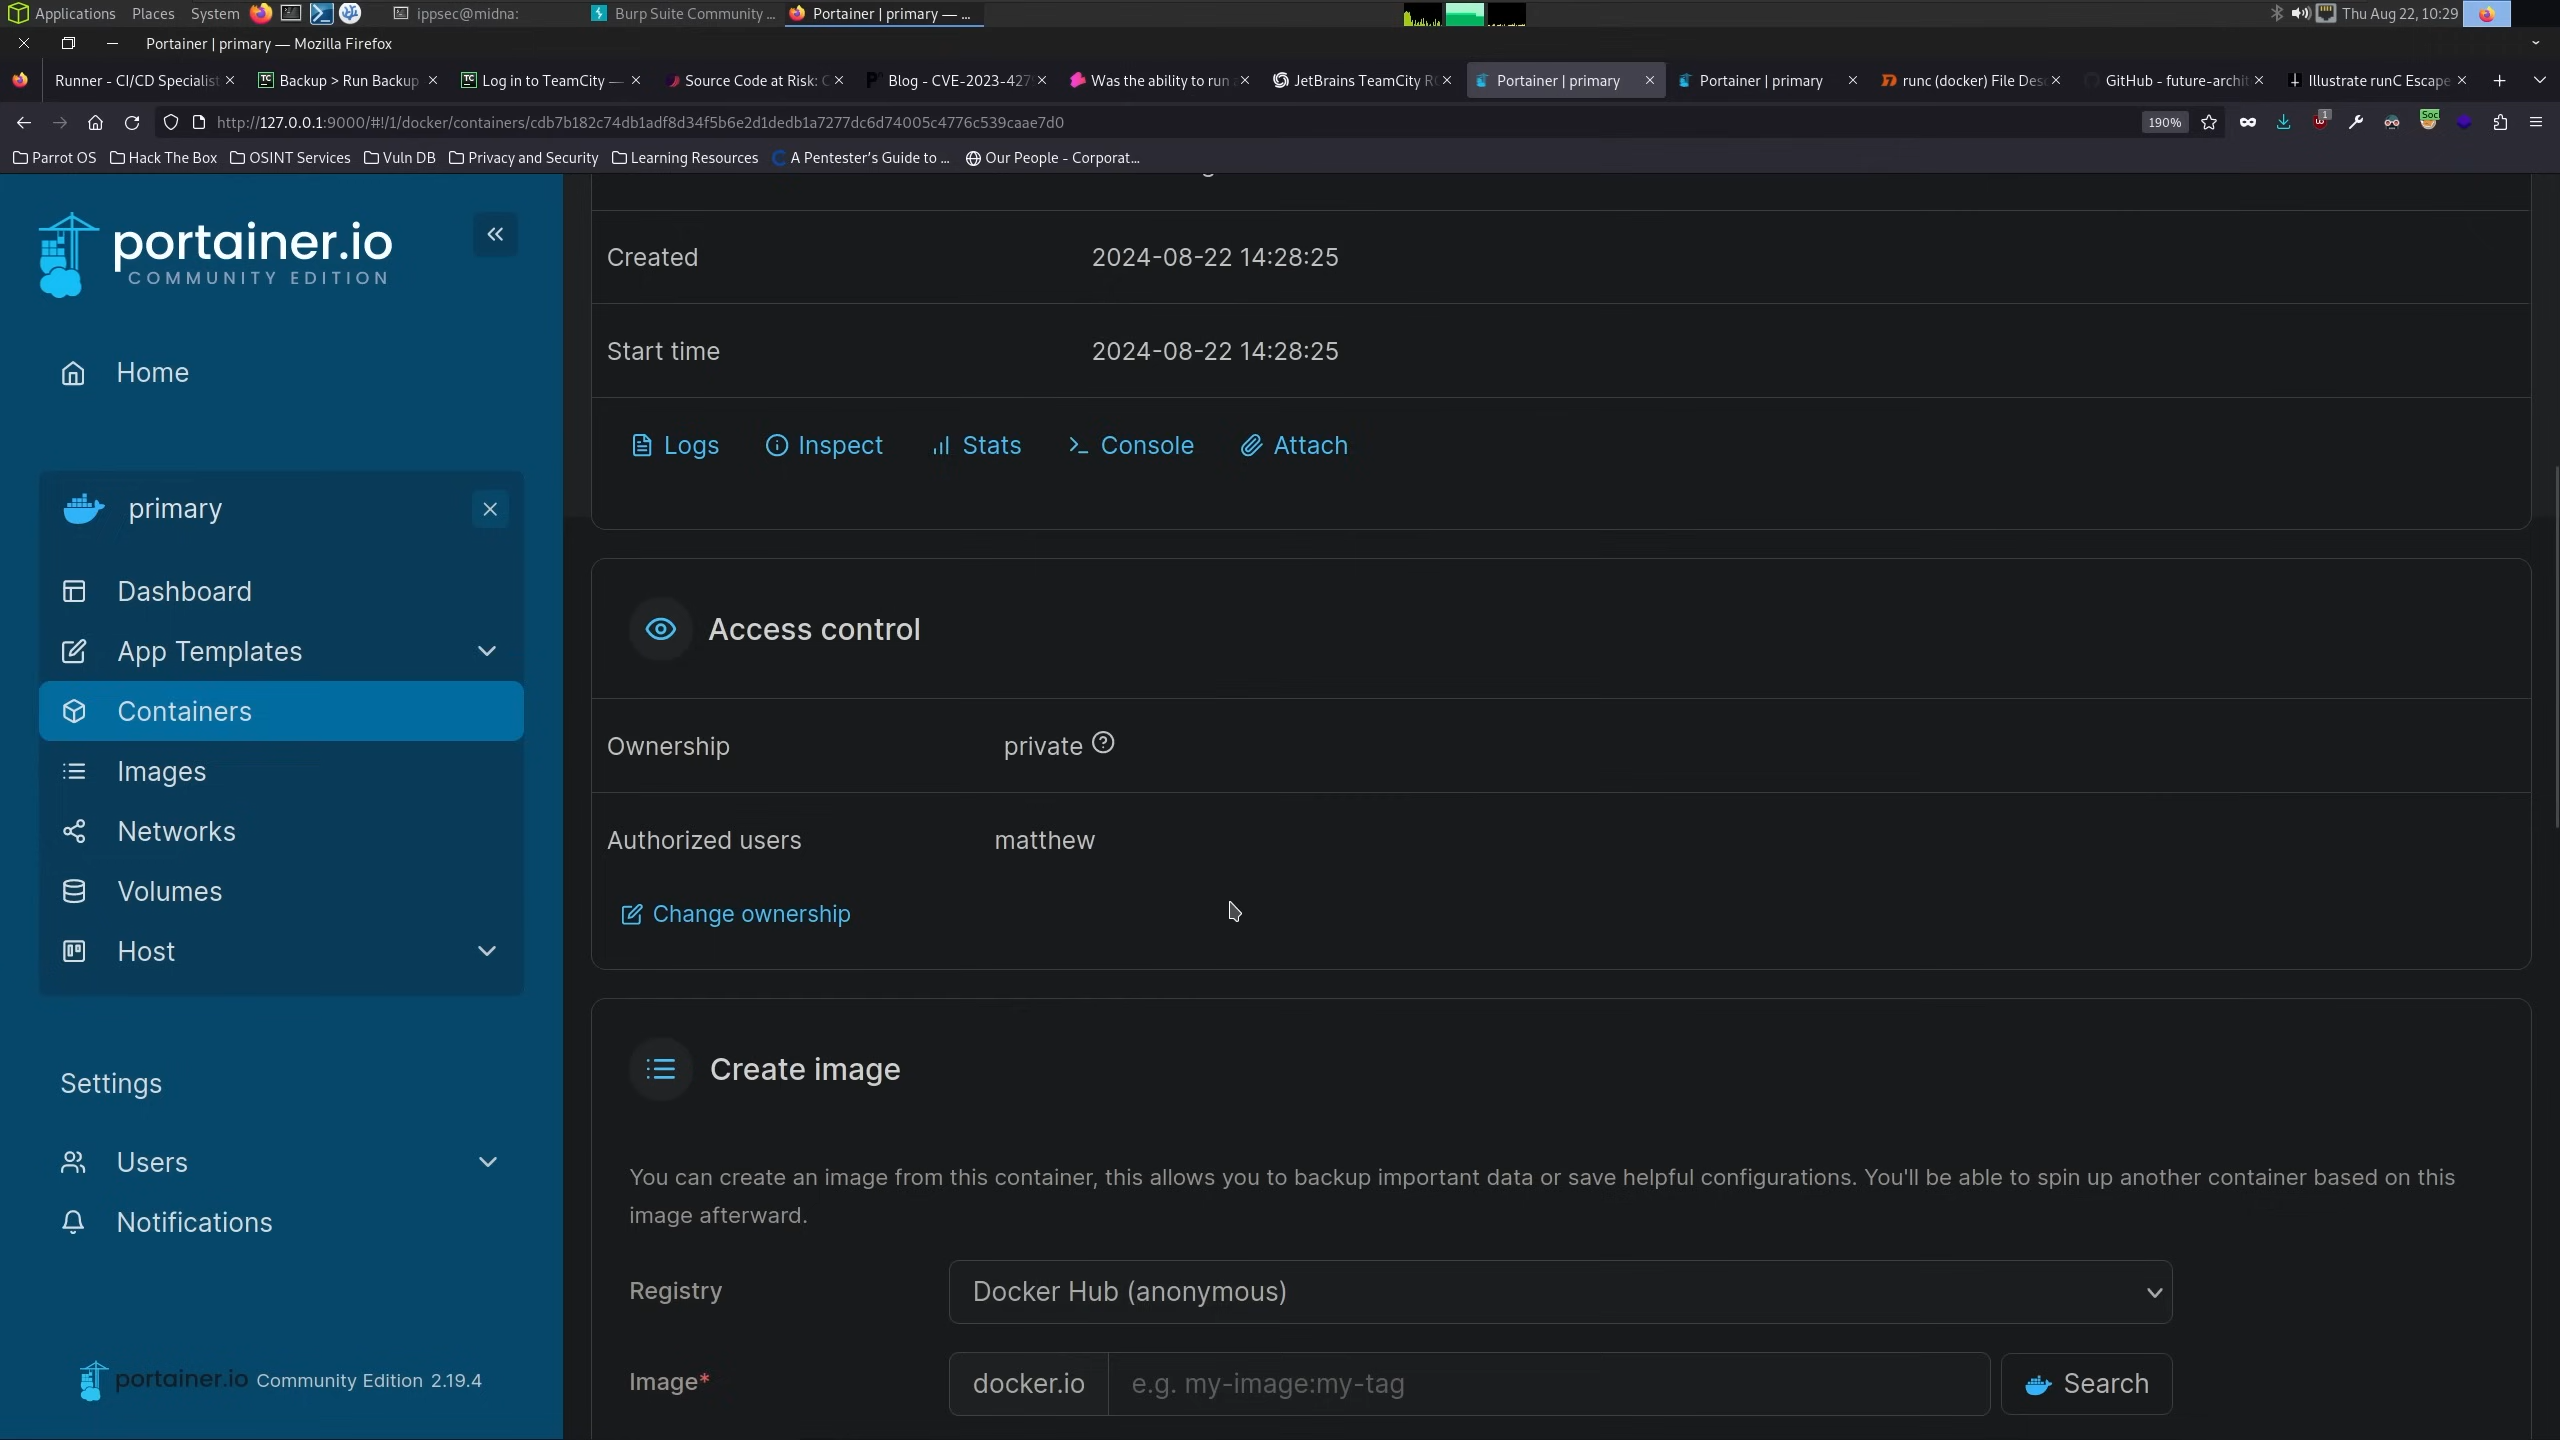 Applications Places System ippsec@midna: Burp Suite Community ... Portainer | primary — ... Thu Aug 22, 10:29
Portainer | primary — Mozilla Firefox
Runner - CI/CD Specialist Backup > Run Backup Log in to TeamCity — Source Code at Risk: C Blog - CVE-2023-4279 Was the ability to run JetBrains TeamCity RC Portainer | primary Portainer | primary runc (docker) File Des GitHub - future-archit Illustrate runC Escape
http://127.0.0.1:9000/#!/1/docker/containers/cdb7b182c74db1adf8d34f5b6e2d1dedb1a7277dc6d74005c4776c539caae7d0 190%
Parrot OS Hack The Box OSINT Services Vuln DB Privacy and Security Learning Resources A Pentester's Guide to ... Our People - Corporat...
portainer.io
COMMUNITY EDITION
Home
primary
Dashboard
App Templates
Containers
Images
Networks
Volumes
Host
Settings
Users
Notifications
portainer.io Community Edition 2.19.4
Created 2024-08-22 14:28:25
Start time 2024-08-22 14:28:25
Logs Inspect Stats Console Attach
Access control
Ownership private
Authorized users matthew
Change ownership
Create image
You can create an image from this container, this allows you to backup important data or save helpful configurations. You'll be able to spin up another container based on this
image afterward.
Registry Docker Hub (anonymous)
Image* docker.io e.g. my-image:my-tag Search